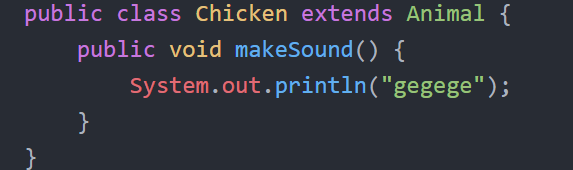 public class Chicken extends Animal {
    public void makeSound() {
        System.out.println("gegege");
    }
}